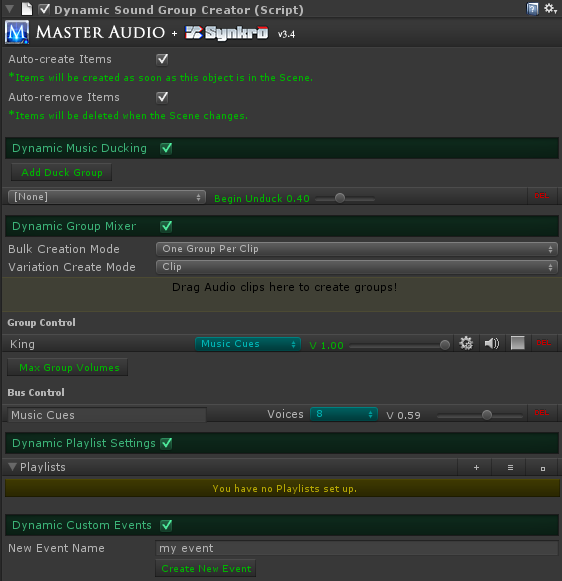 Dynamic Sound Group Creator (Script)
MASTER AUDIO + Synkro v3.4
Auto-create Items
*Items will be created as soon as this object is in the Scene.
Auto-remove Items
*Items will be deleted when the Scene changes.
Dynamic Music Ducking
Add Duck Group
[None] Begin Unduck 0.40
Dynamic Group Mixer
Bulk Creation Mode One Group Per Clip
Variation Create Mode Clip
Drag Audio clips here to create groups!
Group Control
King Music Cues V 1.00
Max Group Volumes
Bus Control
Music Cues Voices 8 V 0.59
Dynamic Playlist Settings
Playlists + ≡
You have no Playlists set up.
Dynamic Custom Events
New Event Name my event
Create New Event